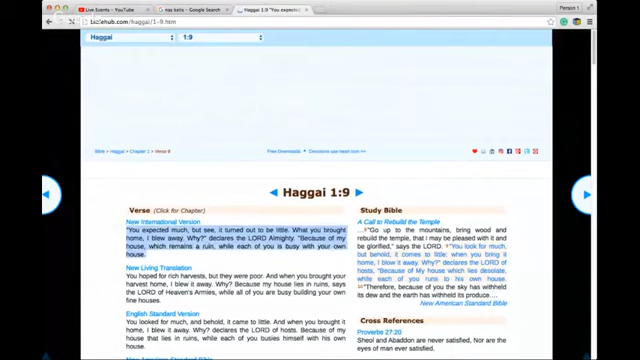 Live Events – YouTube
nas kato – Google Search
Haggai 1:9 "You expected
Person 1
biblehub.com/haggai/1-9.htm
Haggai
1:9
Bible > Haggai > Chapter 1 > Verse 9
Free Downloads • Devotions
Haggai 1:9
Verse (Click for Chapter)
New International Version
"You expected much, but see, it turned out to be little. What you brought
home, I blew away. Why?" declares the LORD Almighty. "Because of my
house, which remains a ruin, while each of you is busy with your own
house.
New Living Translation
You hoped for rich harvests, but they were poor. And when you brought your
harvest home, I blew it away. Why? Because my house lies in ruins, says
the LORD of Heaven's Armies, while all of you are busy building your own
fine houses.
English Standard Version
You looked for much, and behold, it came to little. And when you brought it
home, I blew it away. Why? declares the LORD of hosts. Because of my
house that lies in ruins, while each of you busies himself with his own
house.
New American Standard Bible
Study Bible
A Call to Rebuild the Temple
…8"Go up to the mountains, bring wood and
rebuild the temple, that I may be pleased with it and
be glorified," says the LORD. 9"You look for much,
but behold, it comes to little; when you bring it
home, I blow it away. Why?" declares the LORD of
hosts, "Because of My house which lies desolate,
while each of you runs to his own house.
10"Therefore, because of you the sky has withheld
its dew and the earth has withheld its produce.…
New American Standard Bible
Cross References
Proverbs 27:20
Sheol and Abaddon are never satisfied, Nor are the
eyes of man ever satisfied.